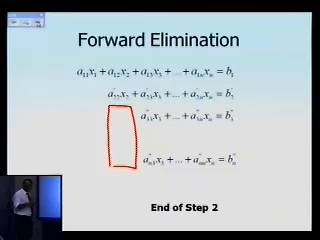 Forward Elimination
a₁₁x₁ + a₁₂x₂ + a₁₃x₃ + ... + a₁ₙxₙ = b₁
a'₂₂x₂ + a'₂₃x₃ + ... + a'₂ₙxₙ = b'₂
a"₃₃x₃ + ... + a"₃ₙxₙ = b"₃
a"ₙ₃x₃ + ... + a"ₙₙxₙ = b"ₙ
End of Step 2